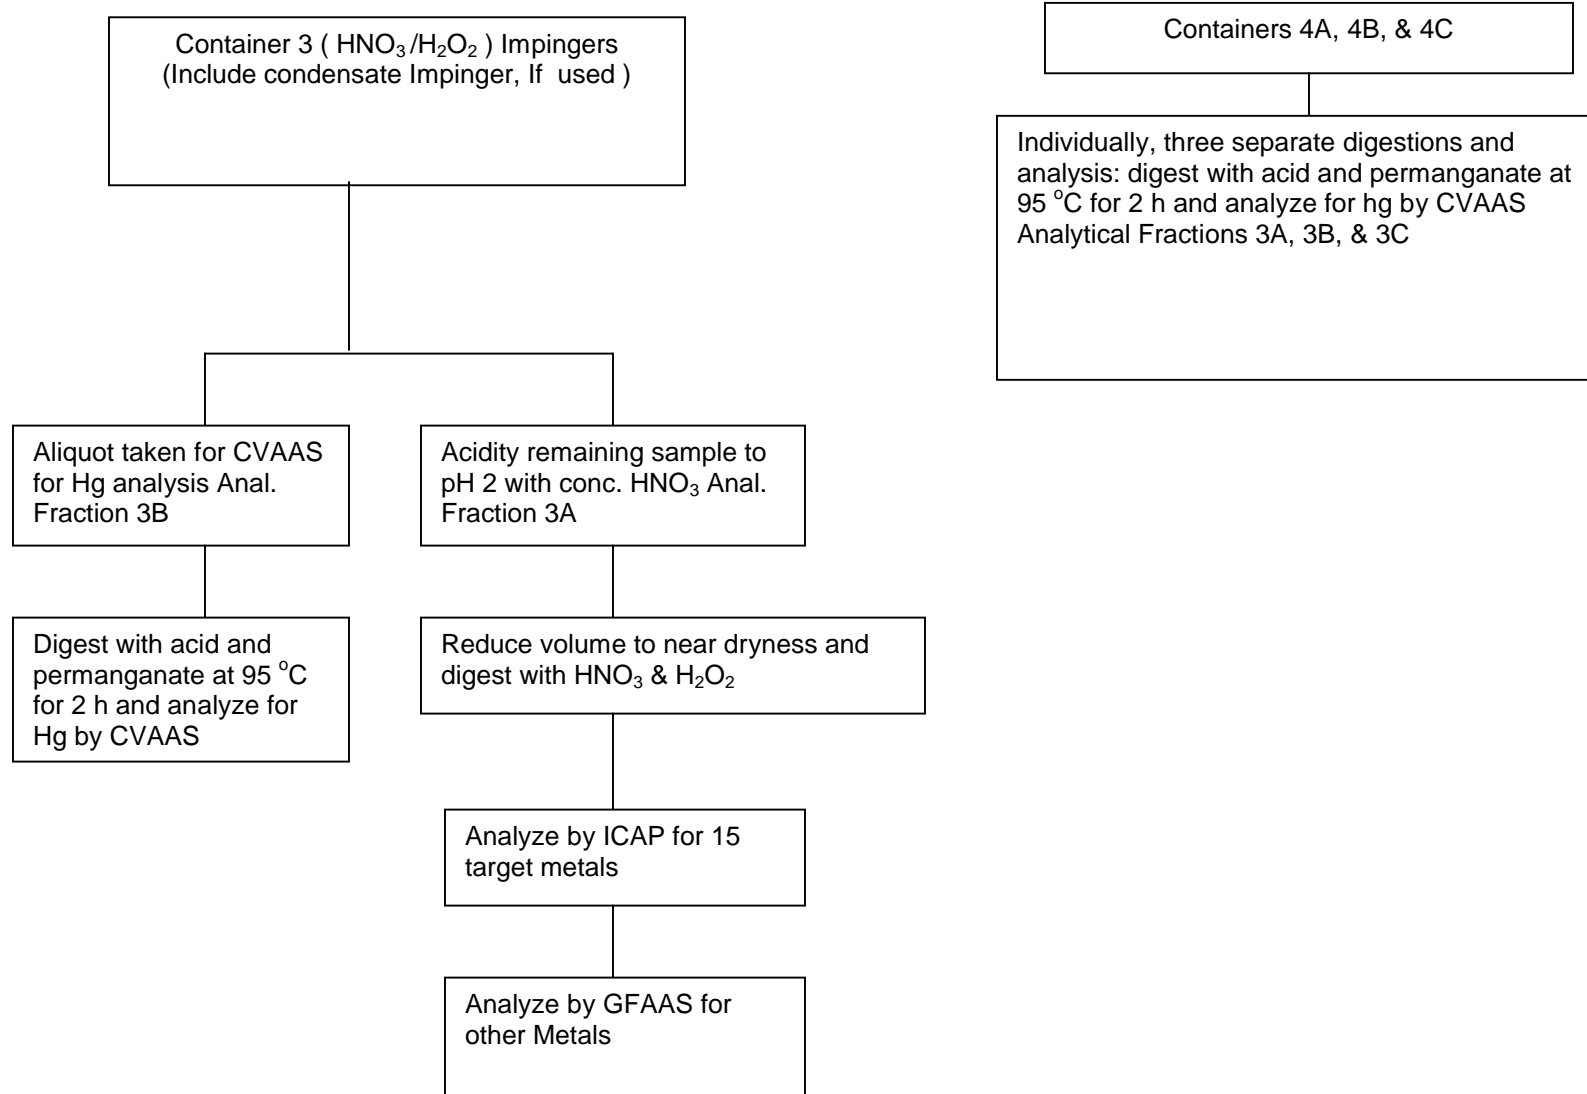 Container 3 ( HNO₃/H₂O₂ ) Impingers
(Include condensate Impinger, If used )
Containers 4A, 4B, & 4C
Individually, three separate digestions and
analysis: digest with acid and permanganate at
95 °C for 2 h and analyze for hg by CVAAS
Analytical Fractions 3A, 3B, & 3C
Aliquot taken for CVAAS
for Hg analysis Anal.
Fraction 3B
Acidity remaining sample to
pH 2 with conc. HNO₃ Anal.
Fraction 3A
Digest with acid and
permanganate at 95 °C
for 2 h and analyze for
Hg by CVAAS
Reduce volume to near dryness and
digest with HNO₃ & H₂O₂
Analyze by ICAP for 15
target metals
Analyze by GFAAS for
other Metals